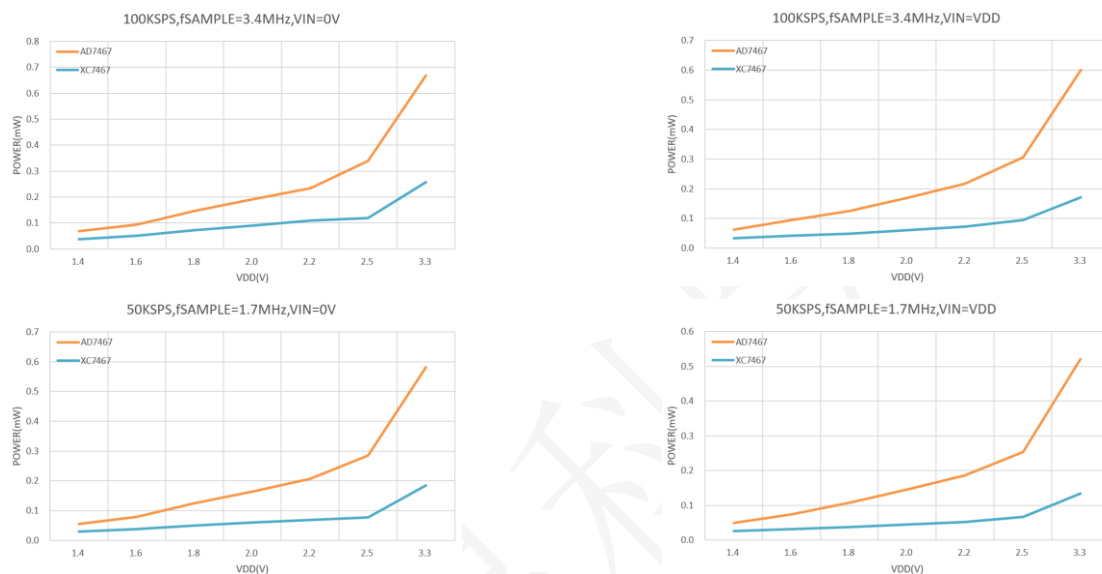 100KSPS,fSAMPLE=3.4MHz,VIN=0V
0.8
0.7
0.6
0.5
0.4
0.3
0.2
0.1
0.0
POWER(mW)
AD7467
XC7467
1.4 1.6 1.8 2.0 2.2 2.5 3.3
VDD(V)
100KSPS,fSAMPLE=3.4MHz,VIN=VDD
0.7
0.6
0.5
0.4
0.3
0.2
0.1
0.0
POWER(mW)
AD7467
XC7467
1.4 1.6 1.8 2.0 2.2 2.5 3.3
VDD(V)
50KSPS,fSAMPLE=1.7MHz,VIN=0V
0.7
0.6
0.5
0.4
0.3
0.2
0.1
0.0
POWER(mW)
AD7467
XC7467
1.4 1.6 1.8 2.0 2.2 2.5 3.3
VDD(V)
50KSPS,fSAMPLE=1.7MHz,VIN=VDD
0.6
0.5
0.4
0.3
0.2
0.1
0.0
POWER(mW)
AD7467
XC7467
1.4 1.6 1.8 2.0 2.2 2.5 3.3
VDD(V)
科